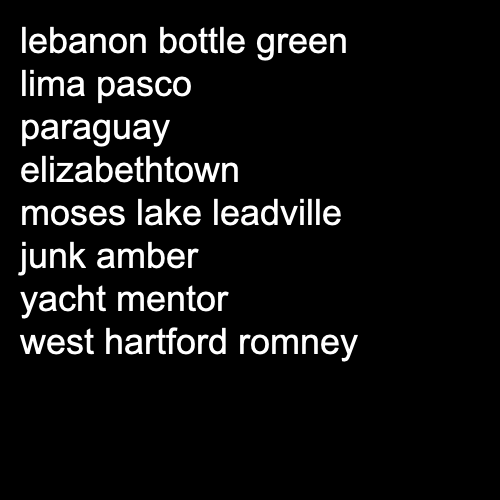 lebanon bottle green
lima pasco
paraguay
elizabethtown
moses lake leadville
junk amber
yacht mentor
west hartford romney